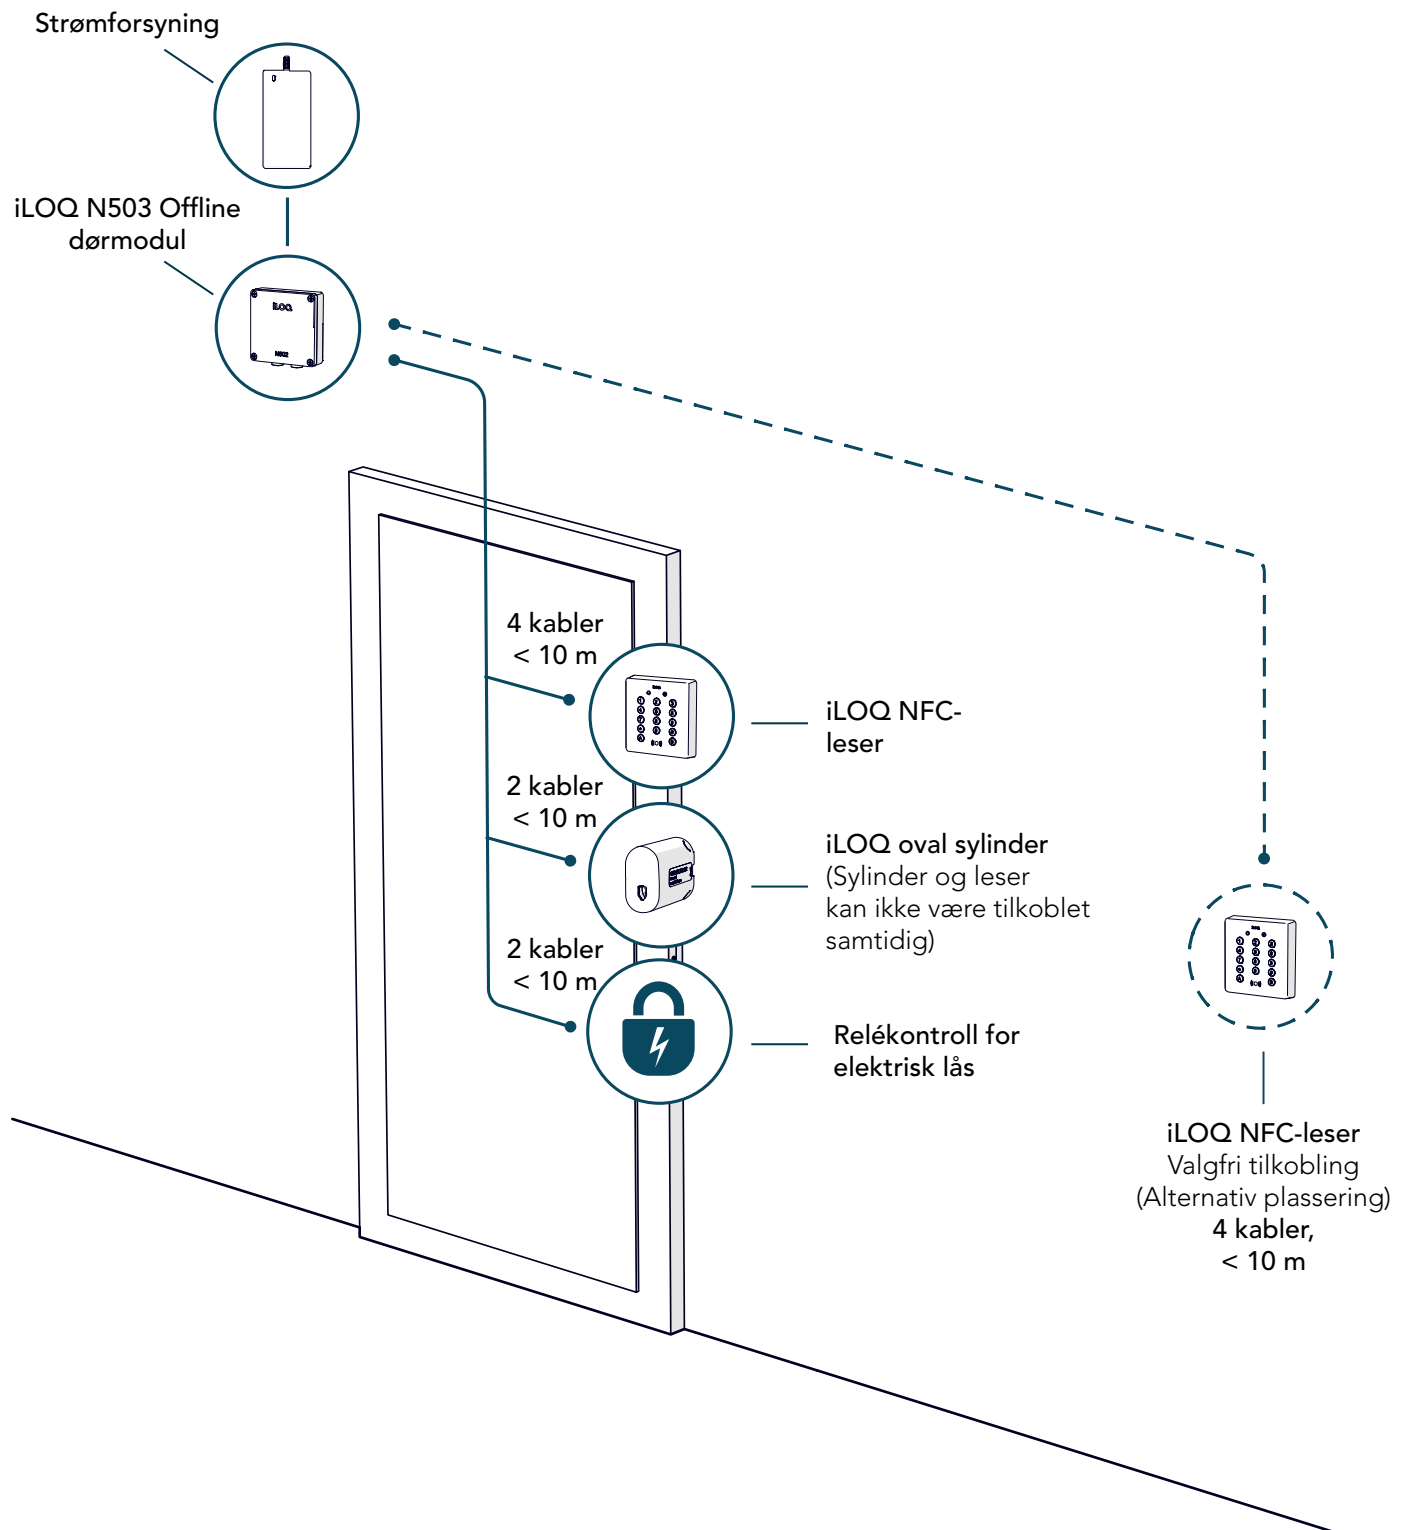 Strømforsyning
iLOQ N503 Offline
dørmodul
iLOQ
N502
4 kabler
< 10 m
iLOQ NFC-
leser
2 kabler
< 10 m
iLOQ oval sylinder
(Sylinder og leser
kan ikke være tilkoblet
samtidig)
2 kabler
< 10 m
Relékontroll for
elektrisk lås
iLOQ NFC-leser
Valgfri tilkobling
(Alternativ plassering)
4 kabler,
< 10 m